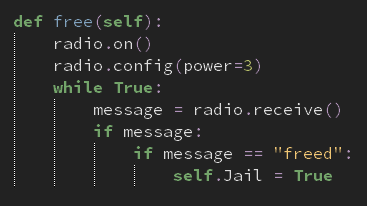 def free(self):
    radio.on()
    radio.config(power=3)
    while True:
        message = radio.receive()
        if message:
            if message == "freed":
                self.Jail = True